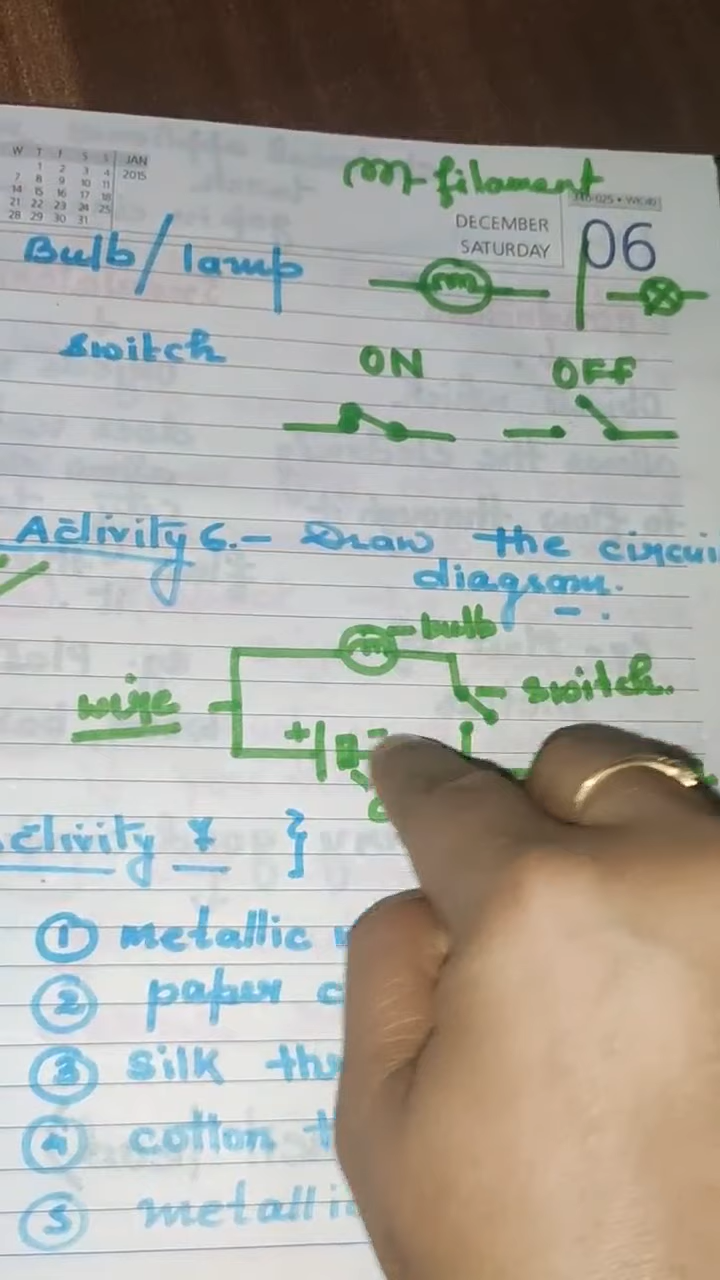 W T F S S JAN
1 2 3 4 2015
7 8 9 10 11
14 15 16 17 18
21 22 23 24 25
28 29 30 31
m-filament
DECEMBER
SATURDAY
06
Bulb/lamp
switch
ON OFF
Activity 6.- Draw the
diagram.
bulb
switch.
wire
+
-
Activity 7 }
① metallic
② paper
③ silk
④ cotton
⑤